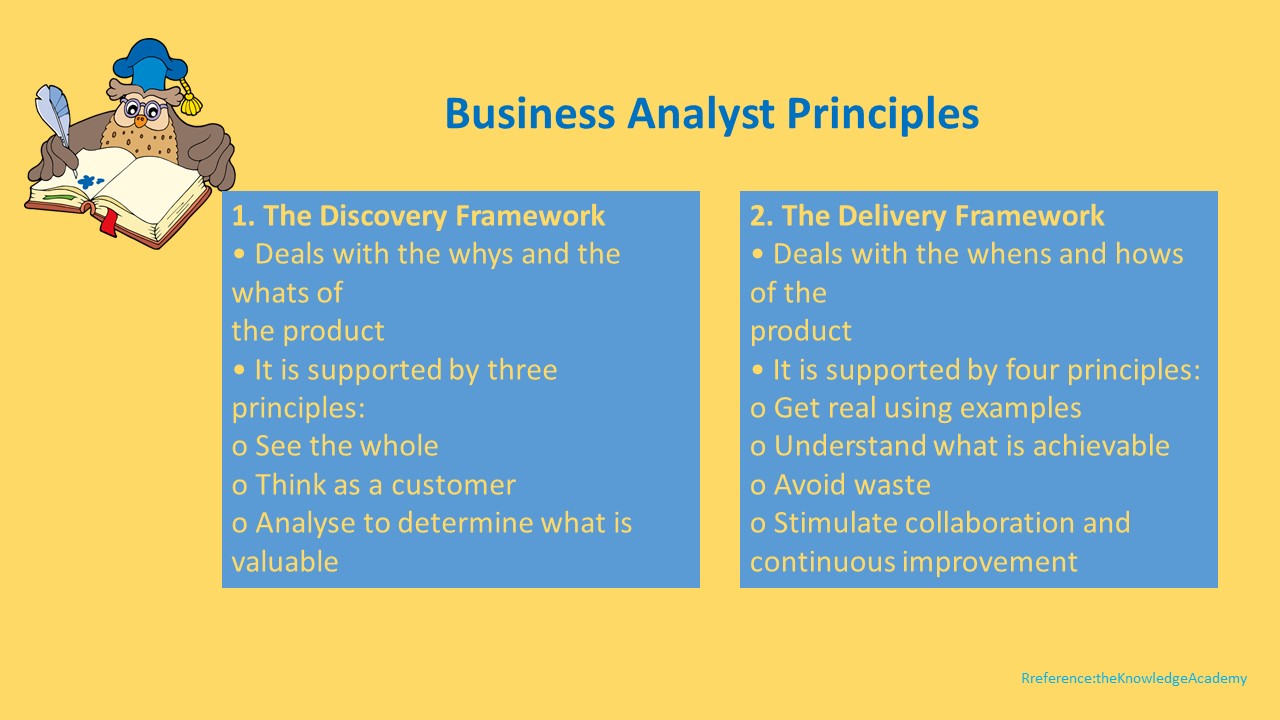 Business Analyst Principles
1. The Discovery Framework
• Deals with the whys and the
whats of
the product
• It is supported by three
principles:
o See the whole
o Think as a customer
o Analyse to determine what is
valuable
2. The Delivery Framework
• Deals with the whens and hows
of the
product
• It is supported by four principles:
o Get real using examples
o Understand what is achievable
o Avoid waste
o Stimulate collaboration and
continuous improvement
Rreference:theKnowledgeAcademy